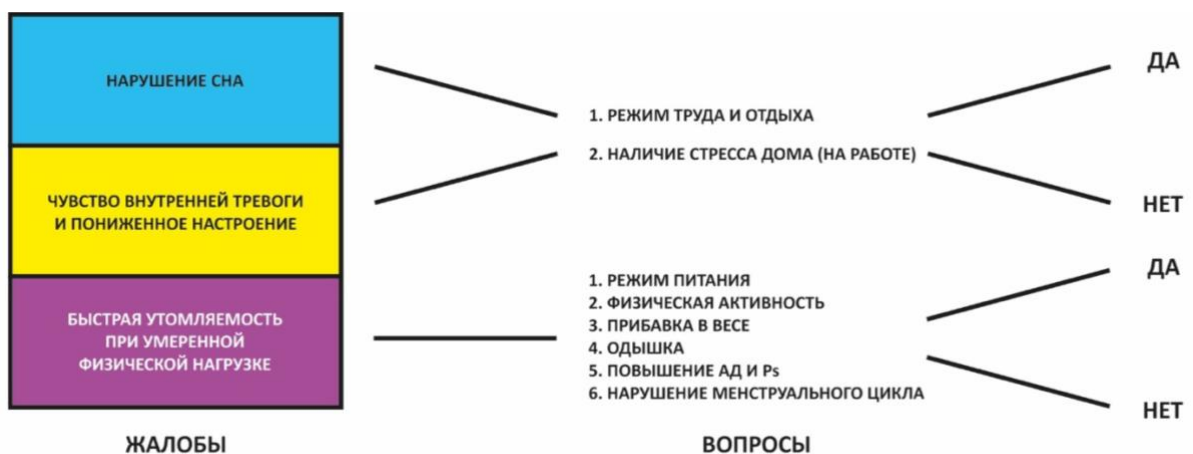 НАРУШЕНИЕ СНА
ЧУВСТВО ВНУТРЕННЕЙ ТРЕВОГИ
И ПОНИЖЕННОЕ НАСТРОЕНИЕ
БЫСТРАЯ УТОМЛЯЕМОСТЬ
ПРИ УМЕРЕННОЙ
ФИЗИЧЕСКОЙ НАГРУЗКЕ
ЖАЛОБЫ
1. РЕЖИМ ТРУДА И ОТДЫХА
2. НАЛИЧИЕ СТРЕССА ДОМА (НА РАБОТЕ)
1. РЕЖИМ ПИТАНИЯ
2. ФИЗИЧЕСКАЯ АКТИВНОСТЬ
3. ПРИБАВКА В ВЕСЕ
4. ОДЫШКА
5. ПОВЫШЕНИЕ АД И Ps
6. НАРУШЕНИЕ МЕНСТРУАЛЬНОГО ЦИКЛА
ВОПРОСЫ
ДА
НЕТ
ДА
НЕТ